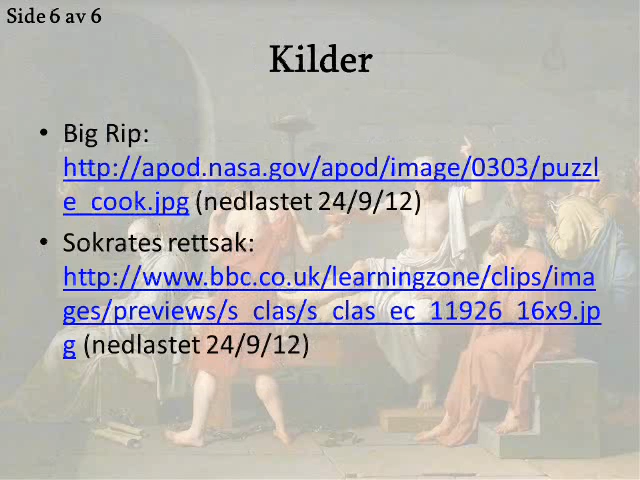 Side 6 av 6
Kilder
• Big Rip:
http://apod.nasa.gov/apod/image/0303/puzzl
e_cook.jpg (nedlastet 24/9/12)
• Sokrates rettsak:
http://www.bbc.co.uk/learningzone/clips/ima
ges/previews/s_clas/s_clas_ec_11926_16x9.jp
g (nedlastet 24/9/12)